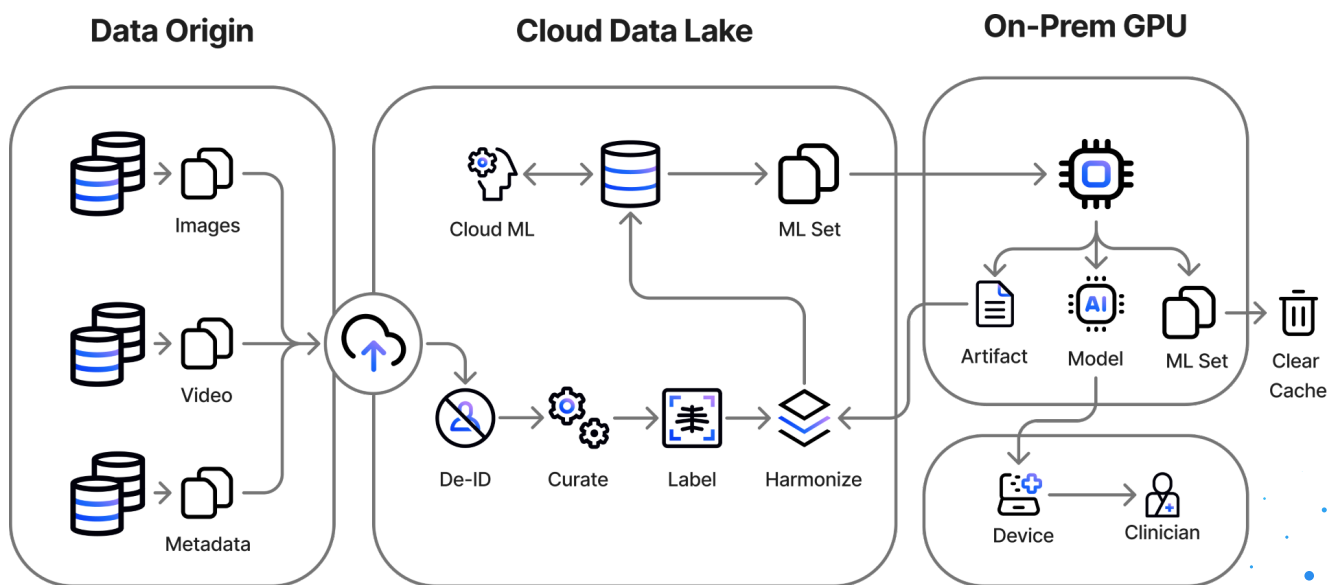 Data Origin
Cloud Data Lake
On-Prem GPU
Images
Cloud ML
ML Set
Video
Artifact
Model
ML Set
Clear
Cache
AI
De-ID
Curate
Label
Harmonize
Metadata
Device
Clinician